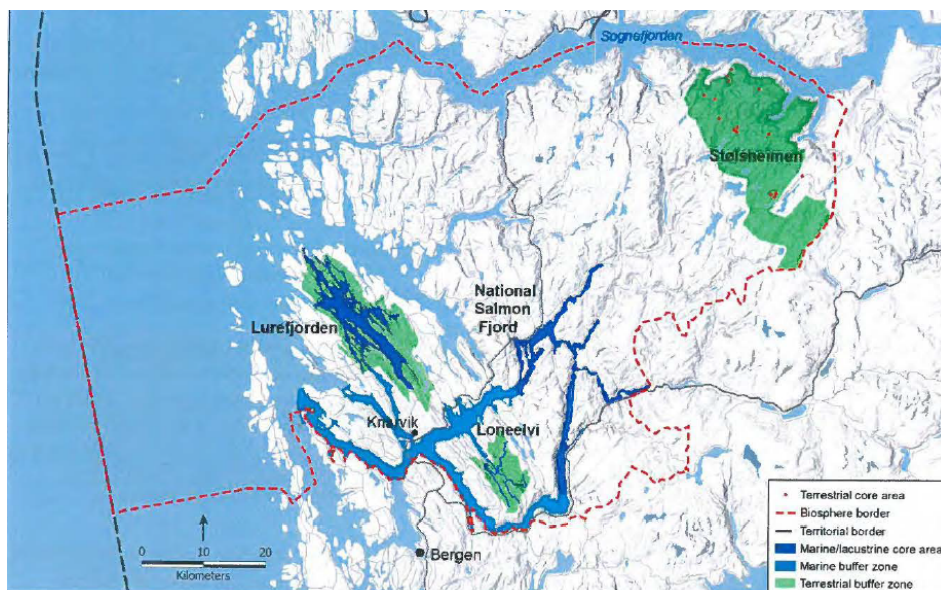 Sognefjorden
Stølsheimen
National
Salmon
Fjord
Lurefjorden
Knarvik
Loneelvi
Bergen
0 10 20
Kilometers
Terrestrial core area
Biosphere border
Territorial border
Marine/lacustrine core area
Marine buffer zone
Terrestrial buffer zone